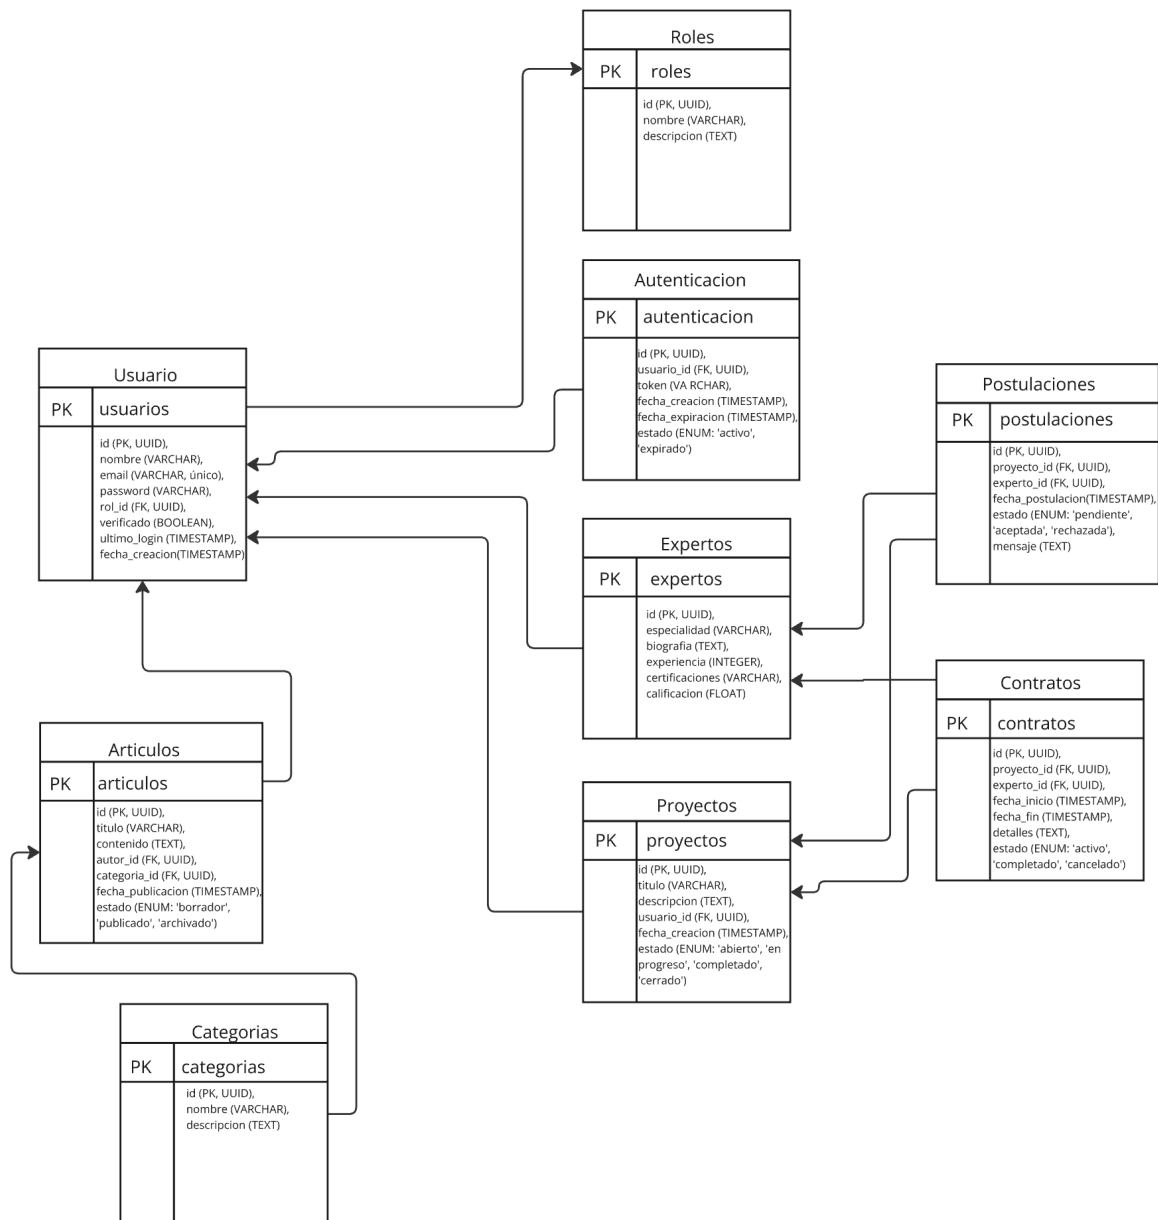 Roles
PK roles
id (PK, UUID),
nombre (VARCHAR),
descripcion (TEXT)
Autenticacion
PK autenticacion
id (PK, UUID),
usuario_id (FK, UUID),
token (VA RCHAR),
fecha_creacion (TIMESTAMP),
fecha_expiracion (TIMESTAMP),
estado (ENUM: 'activo',
'expirado')
Usuario
PK usuarios
id (PK, UUID),
nombre (VARCHAR),
email (VARCHAR, único),
password (VARCHAR),
rol_id (FK, UUID),
verificado (BOOLEAN),
ultimo_login (TIMESTAMP),
fecha_creacion(TIMESTAMP)
Postulaciones
PK postulaciones
id (PK, UUID),
proyecto_id (FK, UUID),
experto_id (FK, UUID),
fecha_postulacion(TIMESTAMP),
estado (ENUM: 'pendiente',
'aceptada', 'rechazada'),
mensaje (TEXT)
Expertos
PK expertos
id (PK, UUID),
especialidad (VARCHAR),
biografia (TEXT),
experiencia (INTEGER),
certificaciones (VARCHAR),
calificacion (FLOAT)
Contratos
PK contratos
id (PK, UUID),
proyecto_id (FK, UUID),
experto_id (FK, UUID),
fecha_inicio (TIMESTAMP),
fecha_fin (TIMESTAMP),
detalles (TEXT),
estado (ENUM: 'activo',
'completado', 'cancelado')
Articulos
PK articulos
id (PK, UUID),
titulo (VARCHAR),
contenido (TEXT),
autor_id (FK, UUID),
categoria_id (FK, UUID),
fecha_publicacion (TIMESTAMP),
estado (ENUM: 'borrador',
'publicado', 'archivado')
Proyectos
PK proyectos
id (PK, UUID),
titulo (VARCHAR),
descripcion (TEXT),
usuario_id (FK, UUID),
fecha_creacion (TIMESTAMP),
estado (ENUM: 'abierto', 'en
progreso', 'completado',
'cerrado')
Categorias
PK categorias
id (PK, UUID),
nombre (VARCHAR),
descripcion (TEXT)